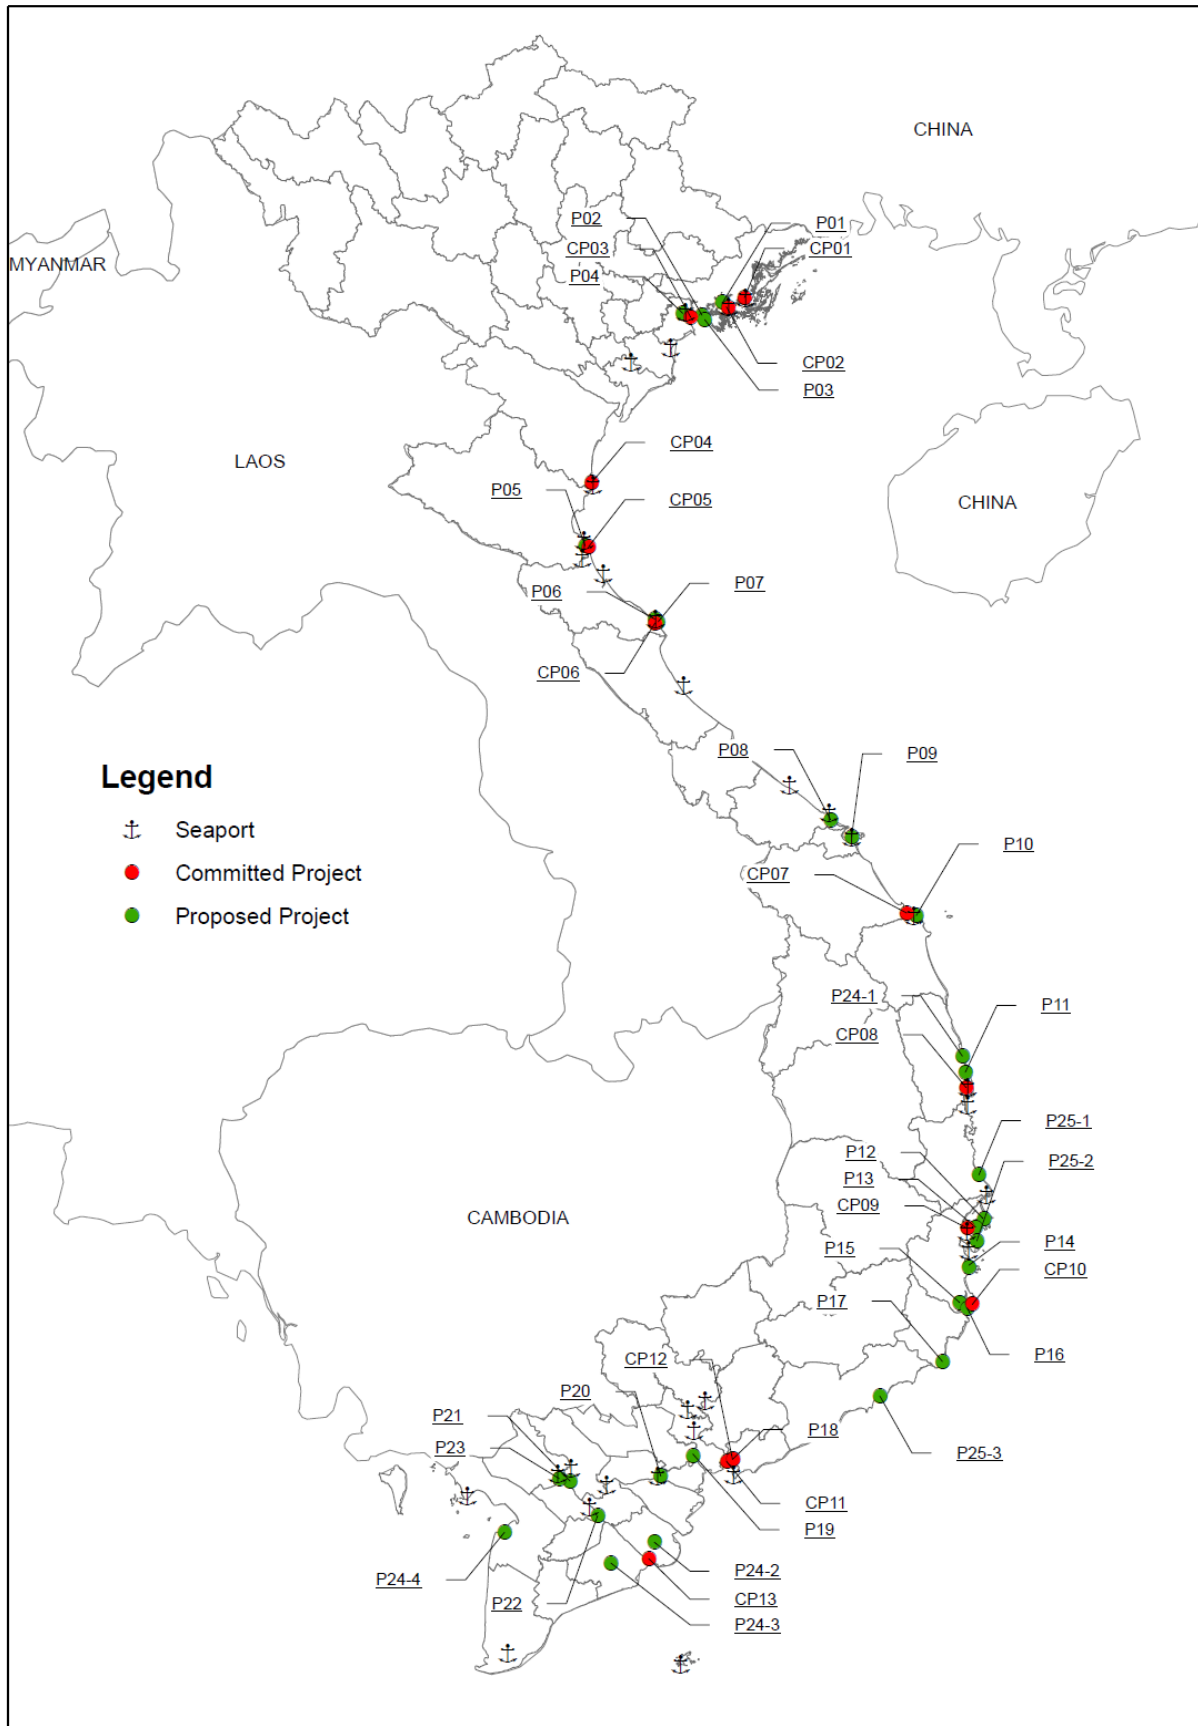 CHINA
P02
P01
CP03
CP01
MYANMAR
P04
CP02
P03
CP04
LAOS
P05
CP05
CHINA
P06
P07
CP06
P08
P09
Legend
Seaport
Committed Project
Proposed Project
P10
CP07
P24-1
P11
CP08
P25-1
P12
P25-2
P13
CP09
CAMBODIA
P14
P15
CP10
P17
P16
CP12
P20
P21
P18
P23
P25-3
CP11
P19
P24-4
P24-2
P22
CP13
P24-3